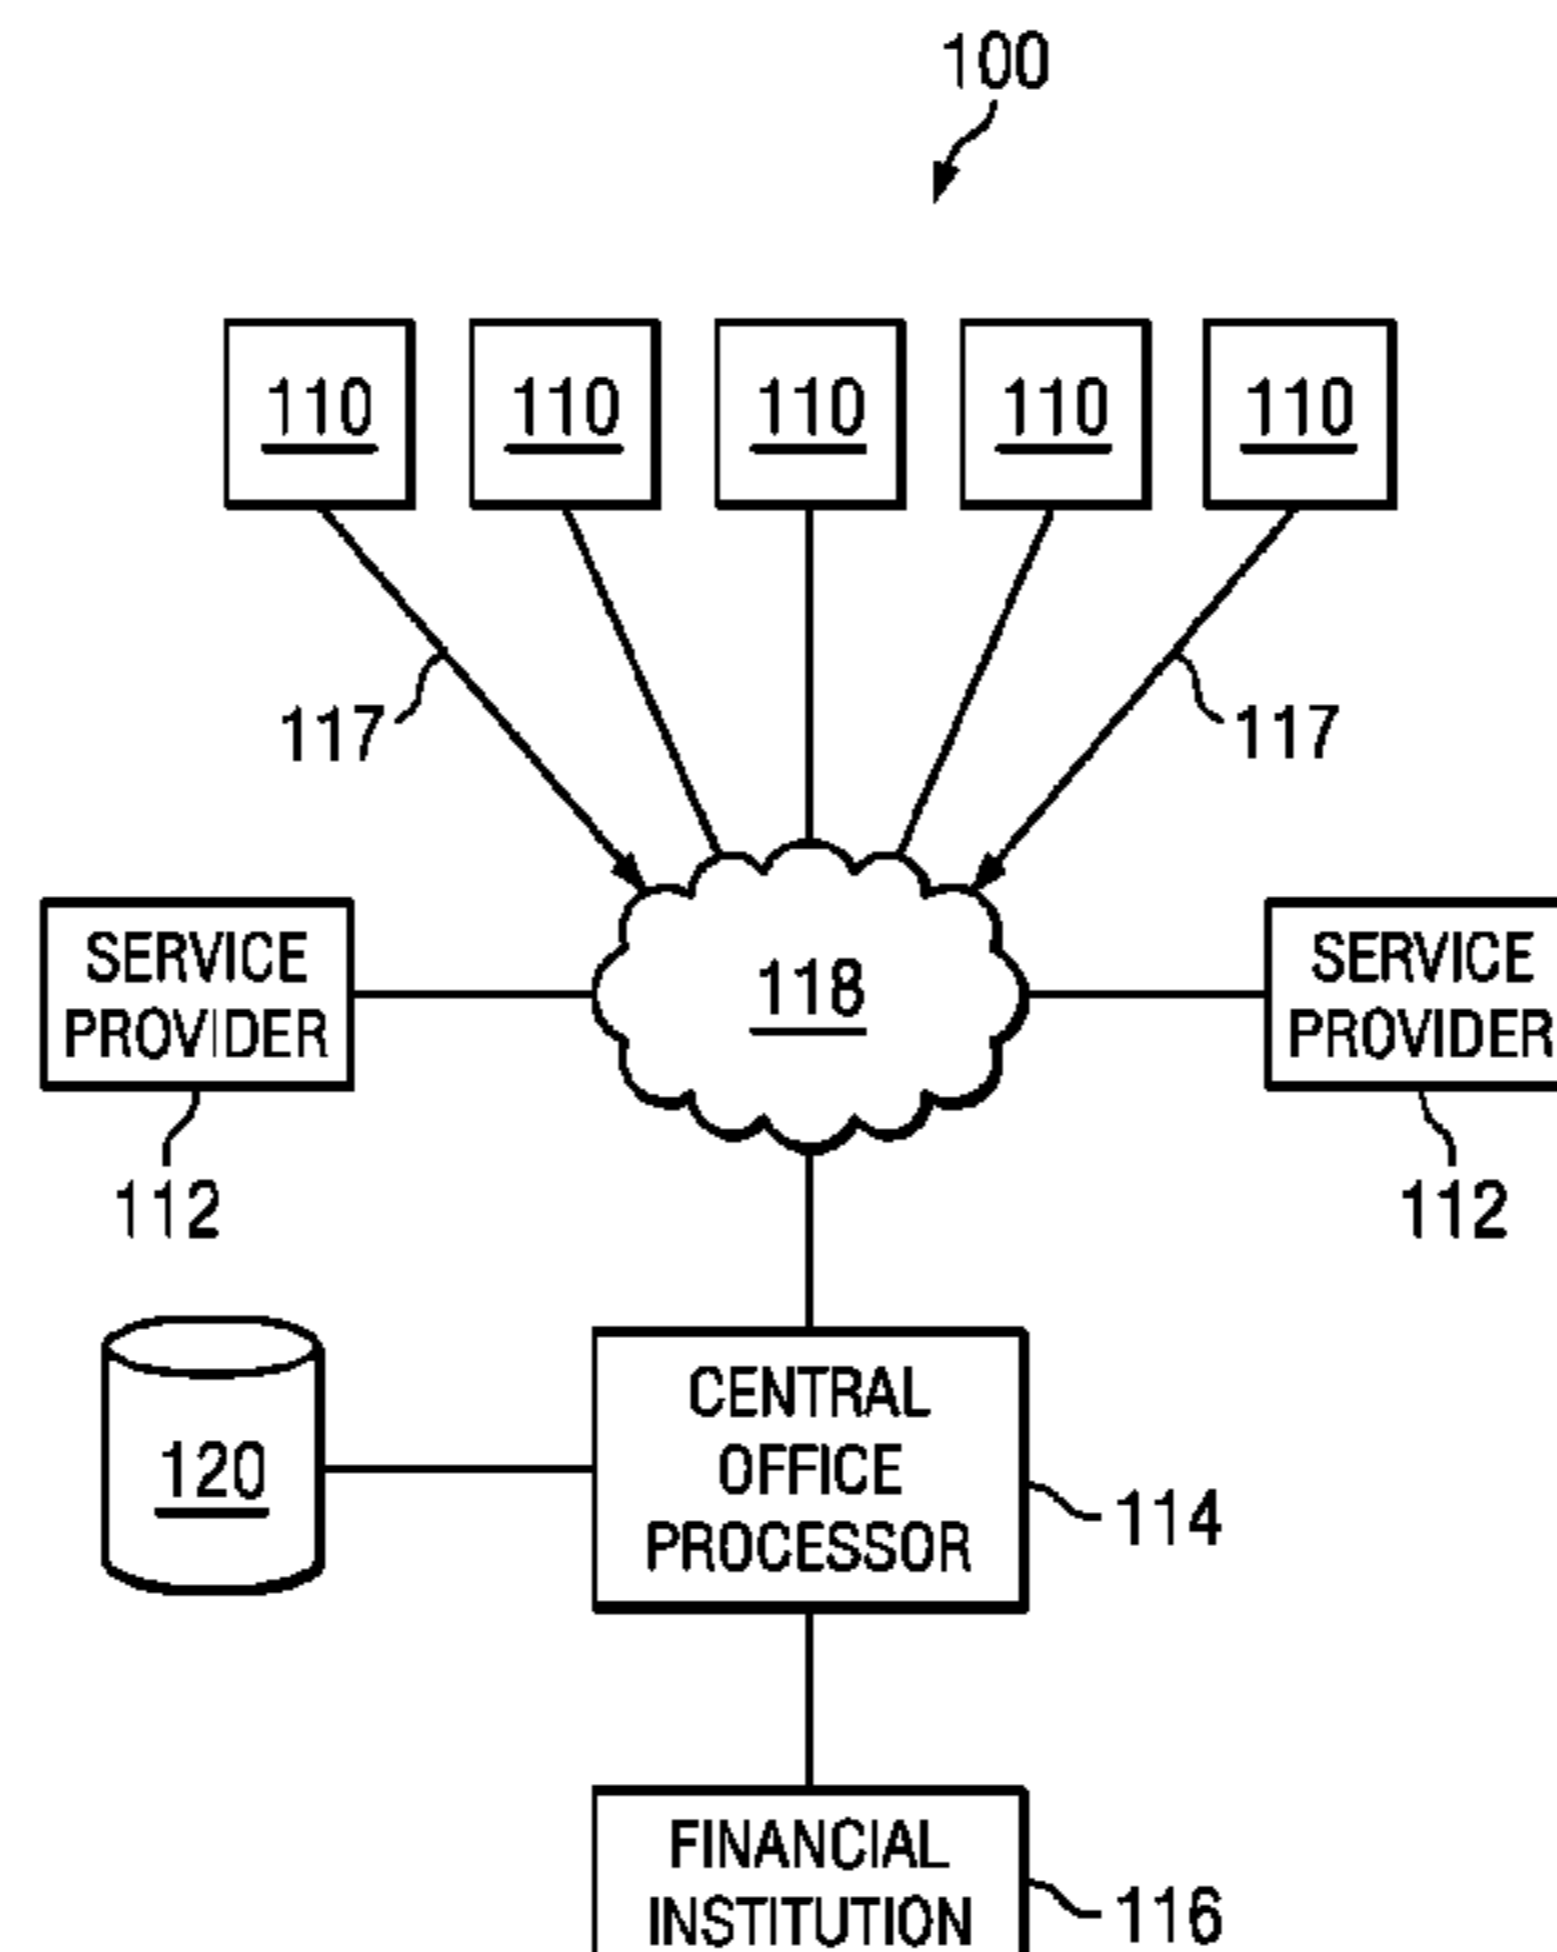 100
110 110 110 110 110
117 117
SERVICE
PROVIDER
118
SERVICE
PROVIDER
112 112
120
CENTRAL
OFFICE
PROCESSOR
114
FINANCIAL
INSTITUTION
116